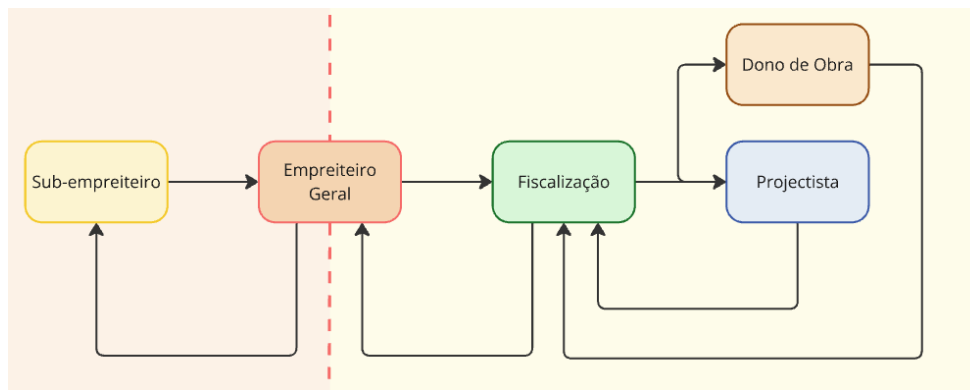 Dono de Obra
Sub-empreiteiro
Empreiteiro
Geral
Fiscalização
Projectista